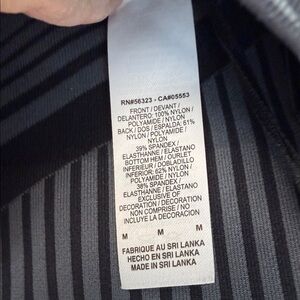 RN#56323 - CA#05553
FRONT / DEVANT /
DELANTERO: 100% NYLON /
POLYAMIDE / NYLON
BACK / DOS / ESPALDA: 61%
NYLON / POLYAMIDE /
NYLON
39% SPANDEX /
ELASTHANNE / ELASTANO
BOTTOM HEM / OURLET
INFERIEUR / DOBLADILLO
INFERIOR: 62% NYLON /
POLYAMIDE / NYLON
38% SPANDEX /
ELASTHANNE / ELASTANO
EXCLUSIVE OF
DECORATION / DECORATION
NON COMPRISE / NO
INCLUYE LA DECORACION
M M M
FABRIQUE AU SRI LANKA
HECHO EN SRI LANKA
MADE IN SRI LANKA